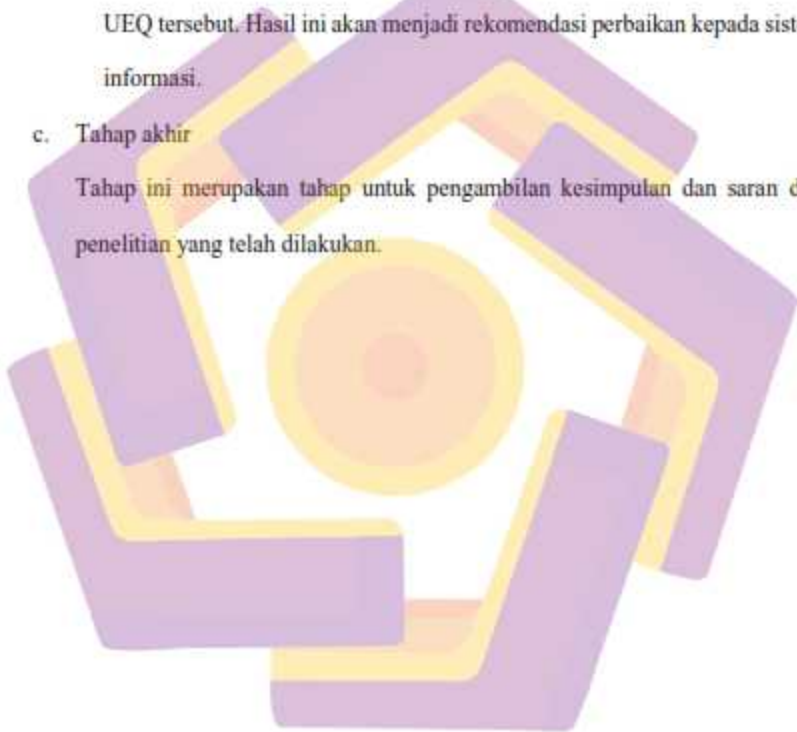 UEQ tersebut. Hasil ini akan menjadi rekomendasi perbaikan kepada
informasi.
c. Tahap akhir
Tahap ini merupakan tahap untuk pengambilan kesimpulan dan saran
penelitian yang telah dilakukan.